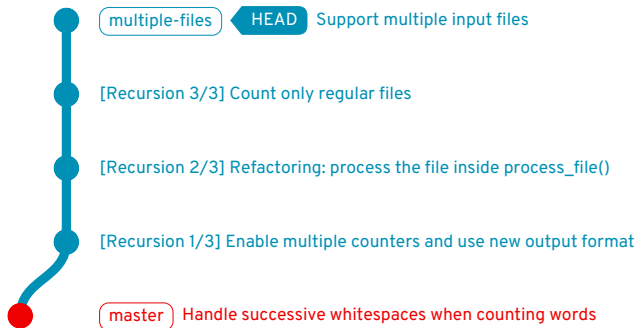 multiple-files HEAD Support multiple input files
[Recursion 3/3] Count only regular files
[Recursion 2/3] Refactoring: process the file inside process_file()
[Recursion 1/3] Enable multiple counters and use new output format
master Handle successive whitespaces when counting words